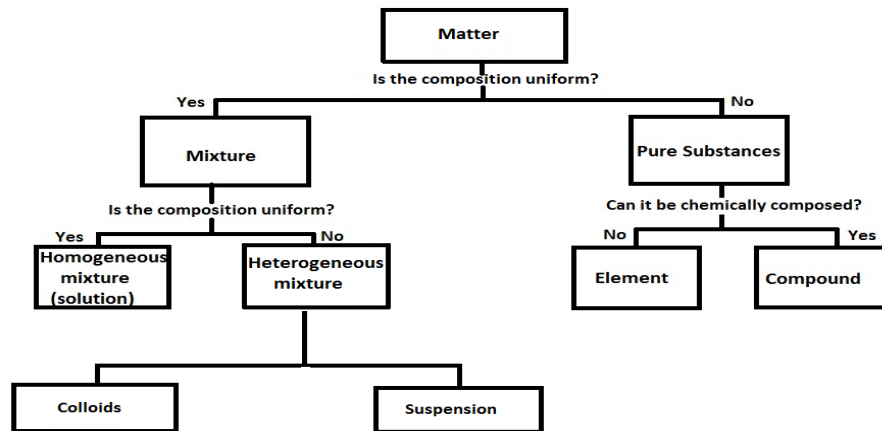 Matter
Is the composition uniform?
Yes
No
Mixture
Pure Substances
Is the composition uniform?
Can it be chemically composed?
Yes
No
No
Yes
Homogeneous
mixture
(solution)
Heterogeneous
mixture
Element
Compound
Colloids
Suspension